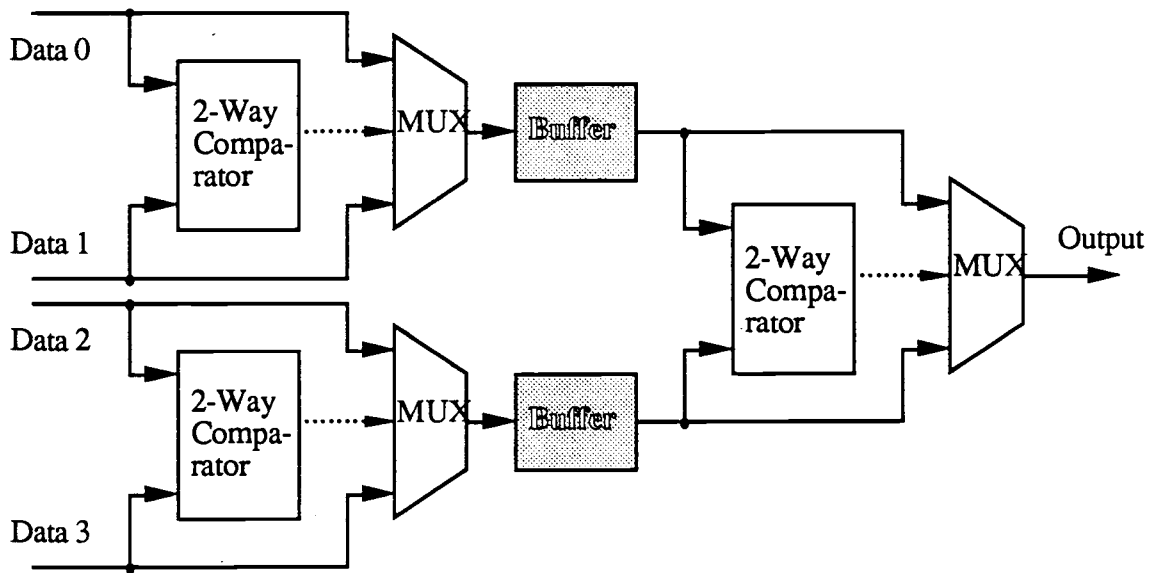 Data 0
2-Way
Compa-
rator
MUX
Buffer
Data 1
2-Way
Compa-
rator
MUX
Output
Data 2
2-Way
Compa-
rator
MUX
Buffer
Data 3